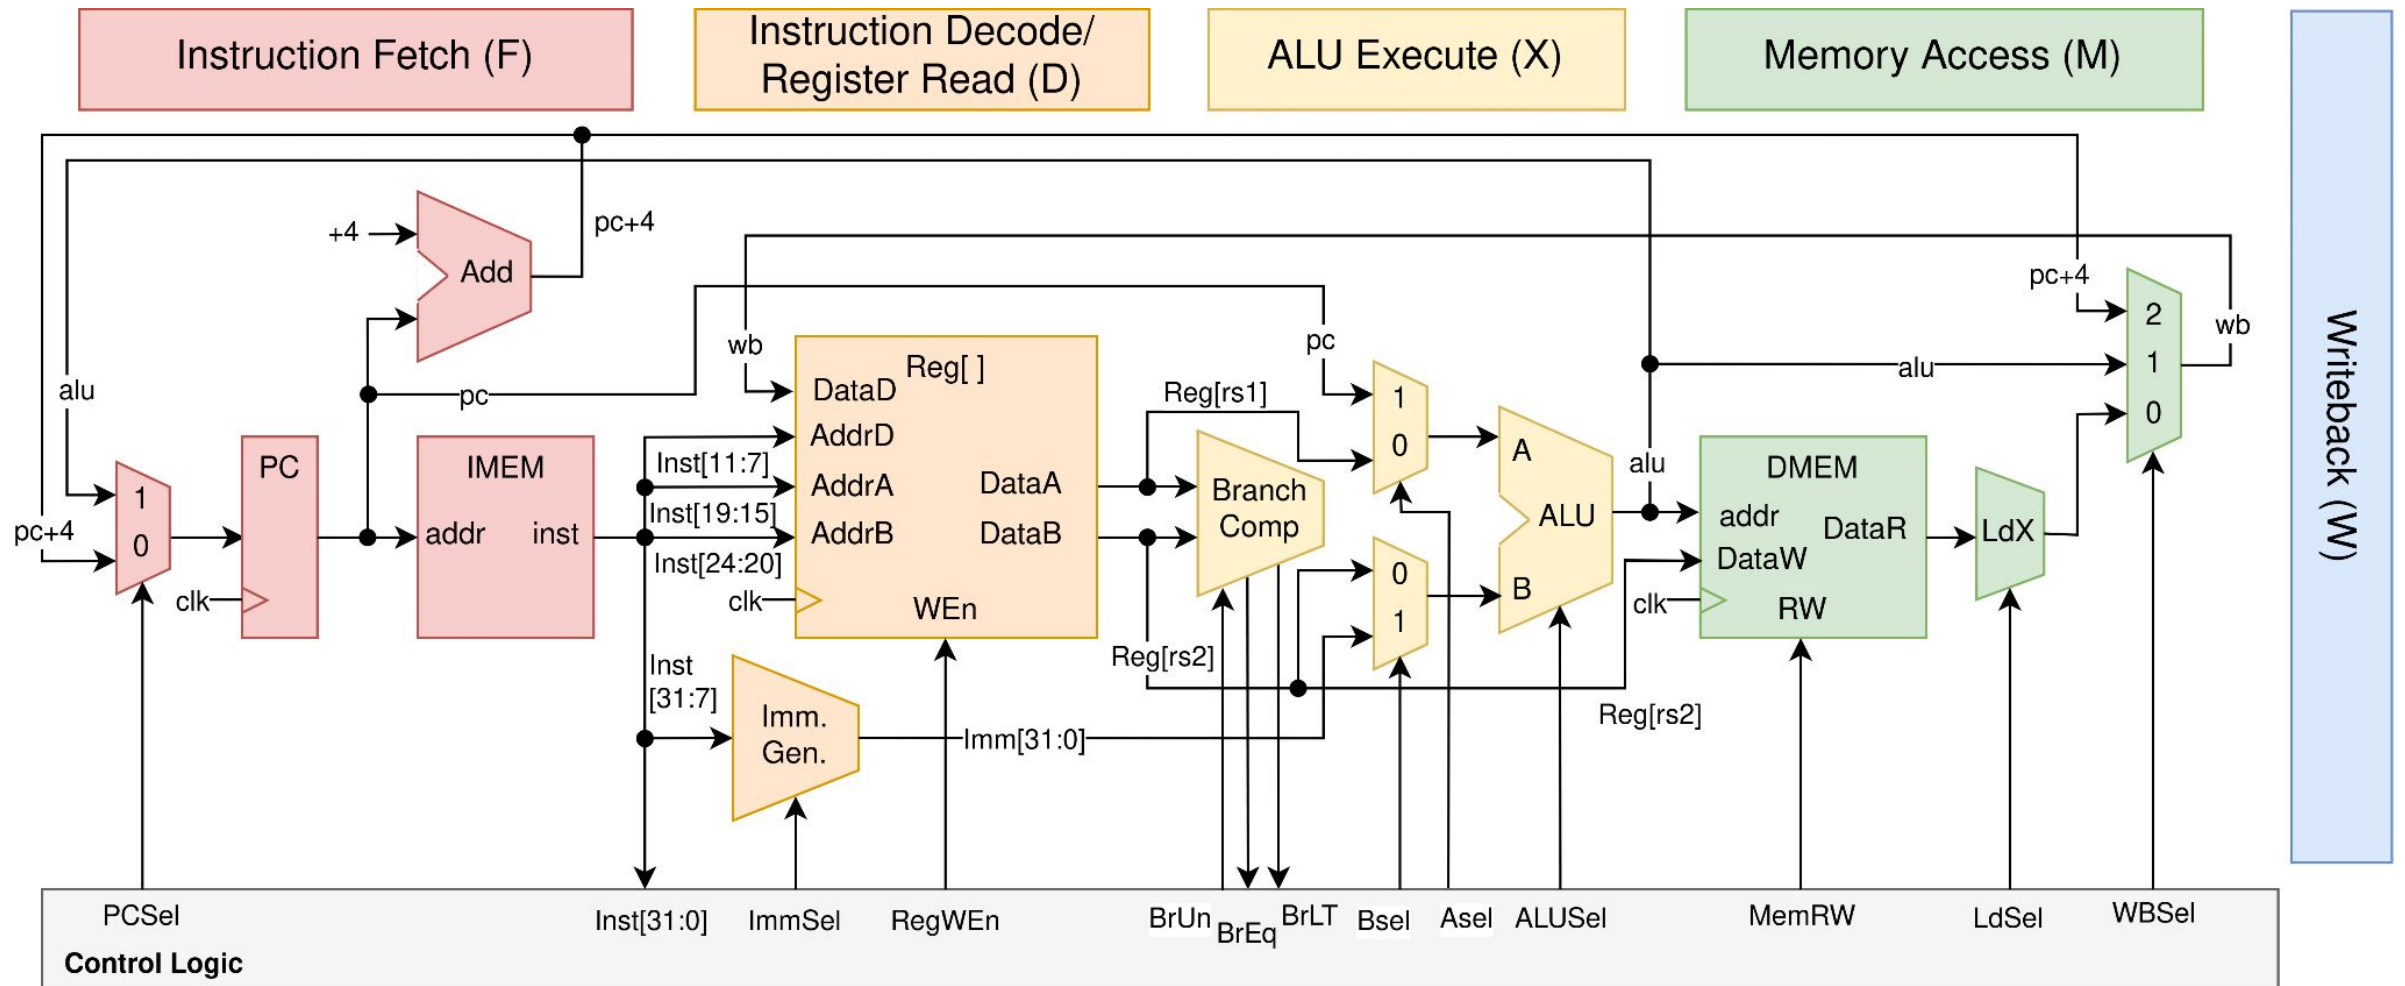 Instruction Fetch (F)
Instruction Decode/
Register Read (D)
ALU Execute (X)
Memory Access (M)
Writeback (W)
+4
Add
pc+4
pc
alu
pc+4
1
0
PC
clk
IMEM
addr
inst
Inst[11:7]
Inst[19:15]
Inst[24:20]
Inst
[31:7]
wb
Reg[ ]
DataD
AddrD
AddrA
AddrB
DataA
DataB
WEn
clk
Imm.
Gen.
Imm[31:0]
Reg[rs1]
Reg[rs2]
Branch
Comp
pc
1
0
0
1
A
B
ALU
alu
alu
Reg[rs2]
DMEM
addr
DataW
DataR
RW
clk
LdX
pc+4
2
1
0
wb
PCSel
Inst[31:0]
ImmSel
RegWEn
BrUn
BrEq
BrLT
Bsel
Asel
ALUSel
MemRW
LdSel
WBSel
Control Logic